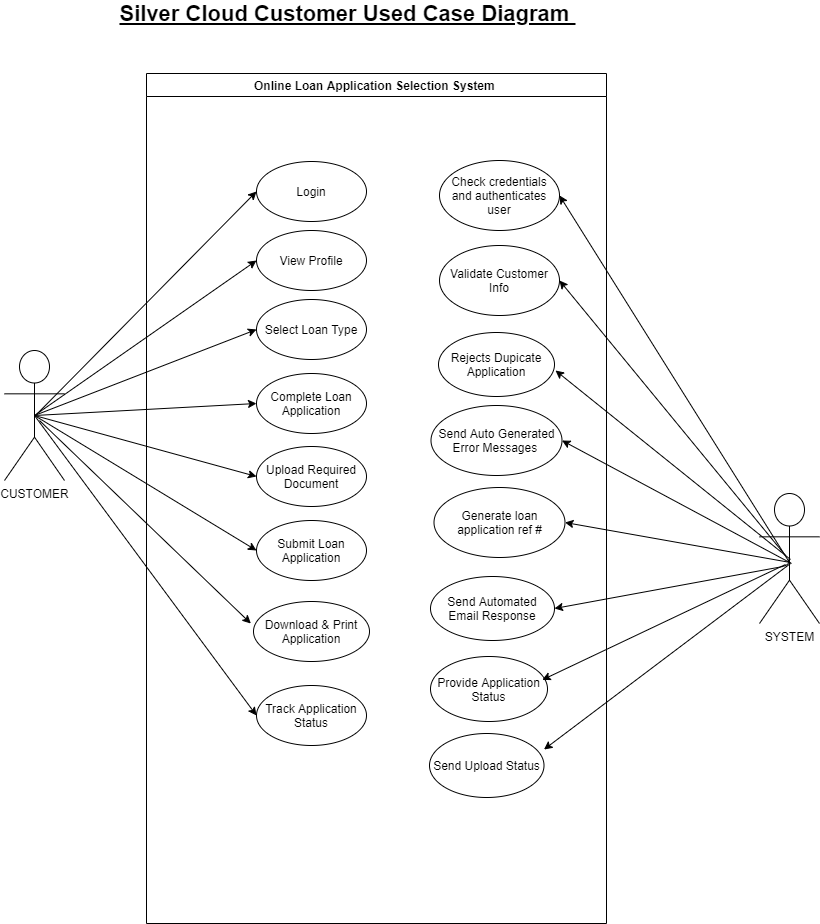 Silver Cloud Customer Used Case Diagram
Online Loan Application Selection System
Login
View Profile
Select Loan Type
Complete Loan
Application
Upload Required
Document
Submit Loan
Application
Download & Print
Application
Track Application
Status
Check credentials
and authenticates
user
Validate Customer
Info
Rejects Dupicate
Application
Send Auto Generated
Error Messages
Generate loan
application ref #
Send Automated
Email Response
Provide Application
Status
Send Upload Status
CUSTOMER
SYSTEM